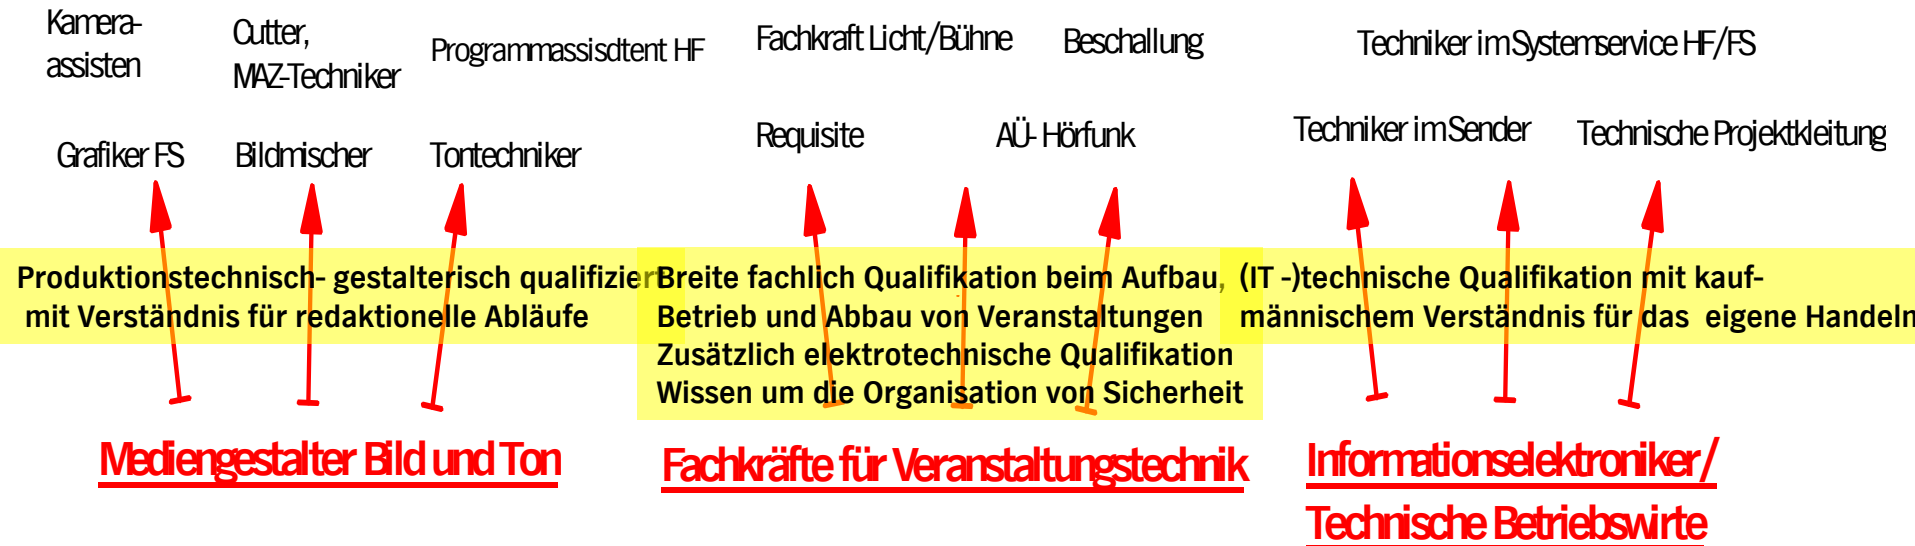 Kamera-
assisten
Cutter,
MAZ-Techniker
Programmassisdtent HF
Fachkraft Licht/Bühne
Beschallung
Techniker im Systemservice HF/FS
Grafiker FS
Bildmischer
Tontechniker
Requisite
AÜ- Hörfunk
Techniker im Sender
Technische Projektkleitung
Produktionstechnisch- gestalterisch qualifiziert
mit Verständnis für redaktionelle Abläufe
Breite fachlich Qualifikation beim Aufbau,
Betrieb und Abbau von Veranstaltungen
Zusätzlich elektrotechnische Qualifikation
Wissen um die Organisation von Sicherheit
(IT -)technische Qualifikation mit kauf-
männischem Verständnis für das eigene Handeln
Mediengestalter Bild und Ton
Fachkräfte für Veranstaltungstechnik
Informationselektroniker/
Technische Betriebswirte